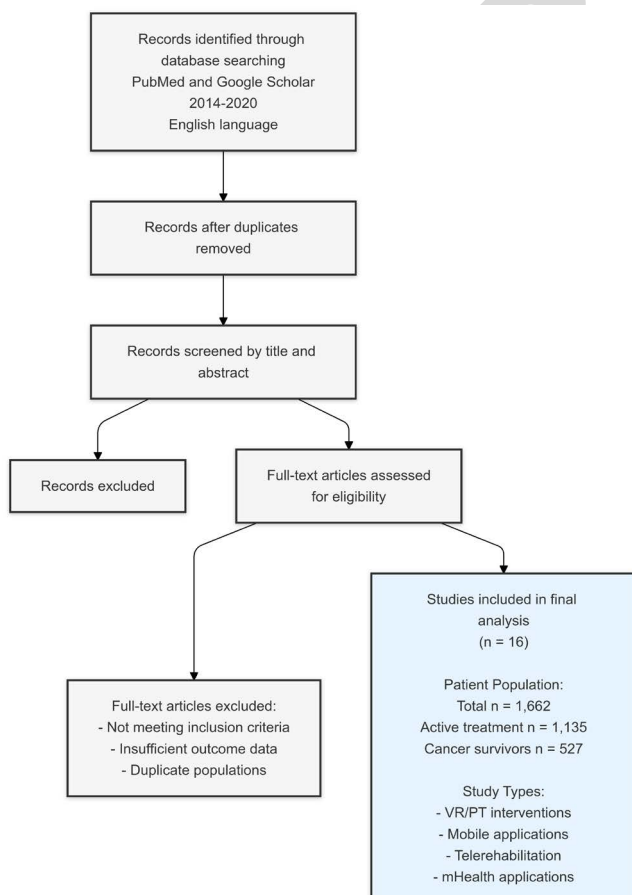 Records identified through
database searching
PubMed and Google Scholar
2014-2020
English language
Records after duplicates
removed
Records screened by title and
abstract
Records excluded
Full-text articles assessed
for eligibility
Full-text articles excluded:
- Not meeting inclusion criteria
- Insufficient outcome data
- Duplicate populations
Studies included in final
analysis
(n = 16)
Patient Population:
Total n = 1,662
Active treatment n = 1,135
Cancer survivors n = 527
Study Types:
- VR/PT interventions
- Mobile applications
- Telerehabilitation
- mHealth applications